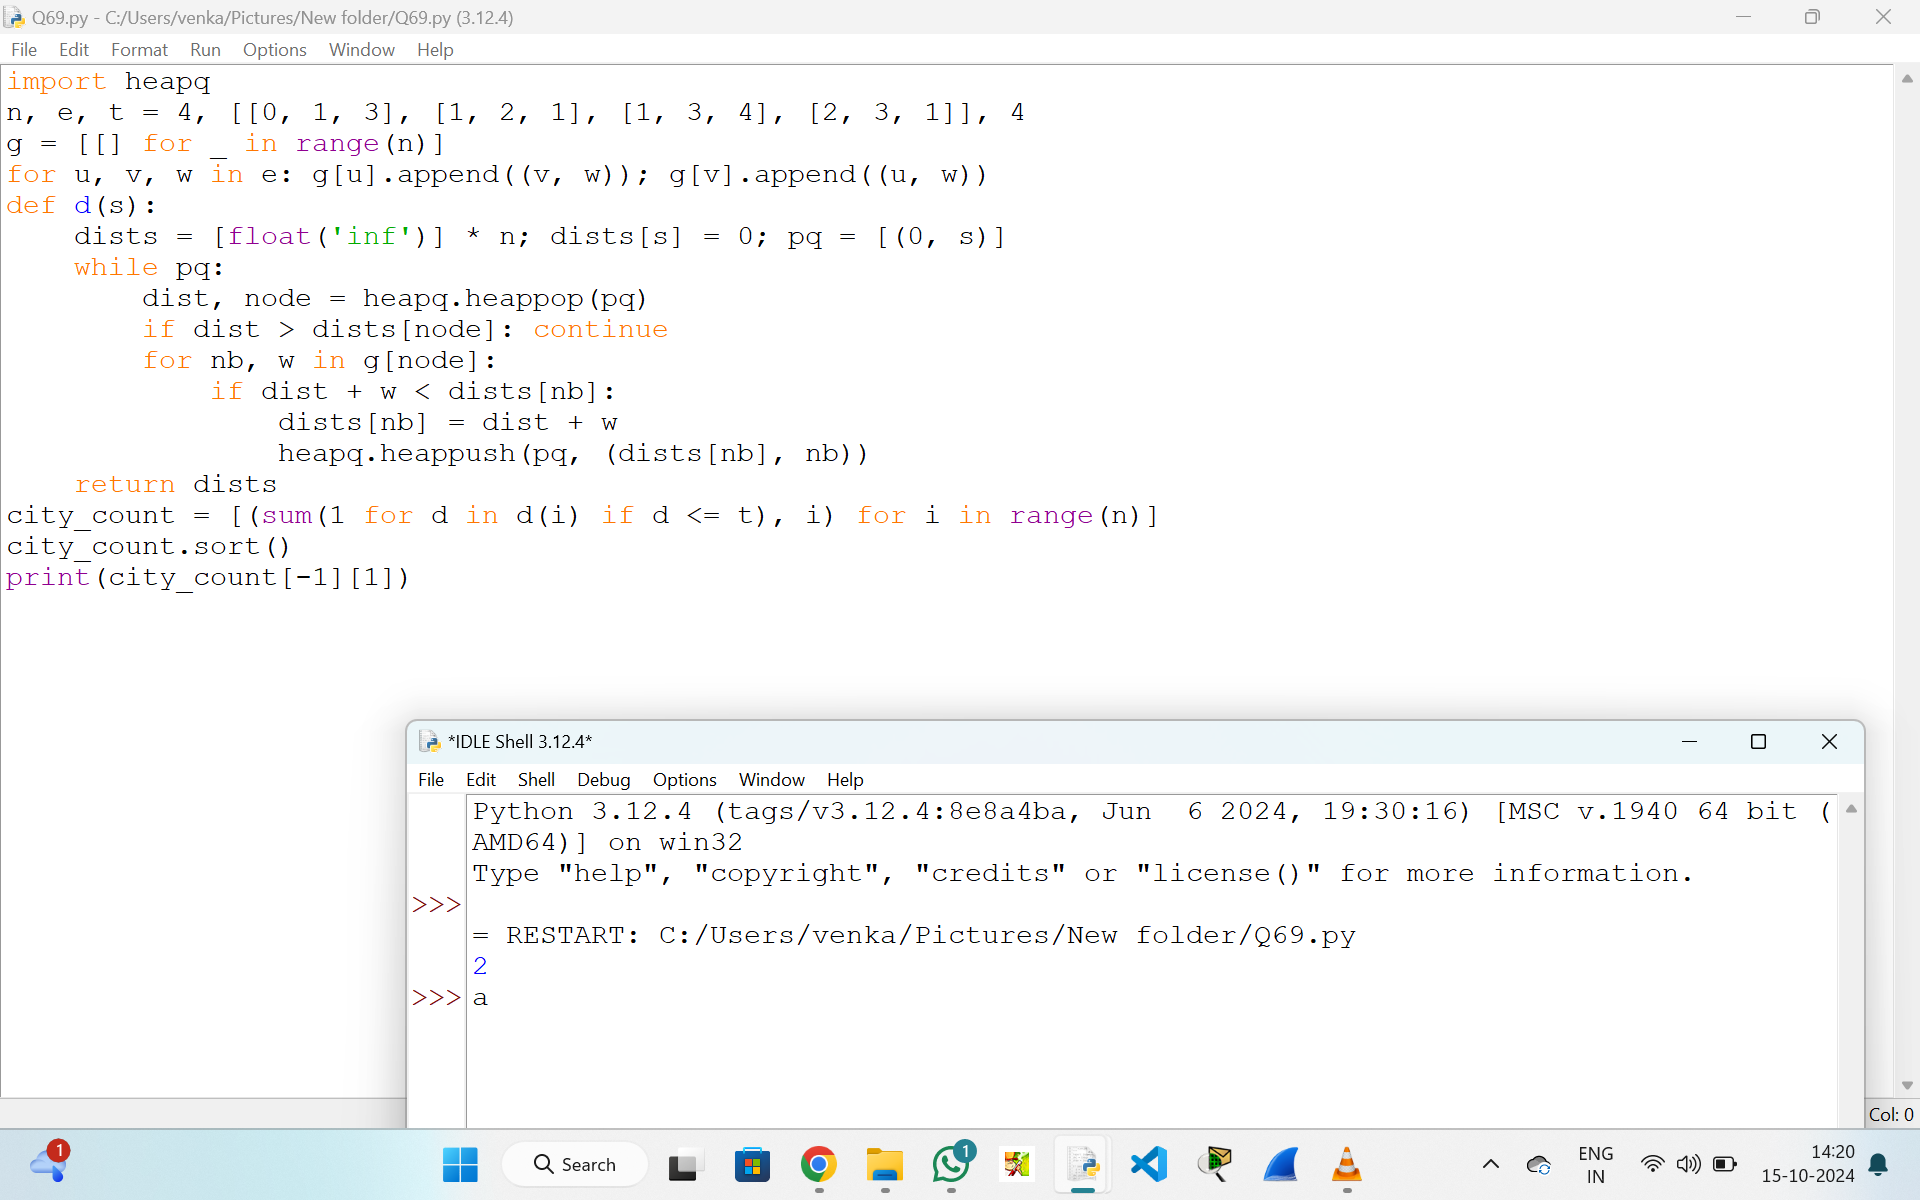 Q69.py - C:/Users/venka/Pictures/New folder/Q69.py (3.12.4)
File Edit Format Run Options Window Help
import heapq
n, e, t = 4, [[0, 1, 3], [1, 2, 1], [1, 3, 4], [2, 3, 1]], 4
g = [[] for _ in range(n)]
for u, v, w in e: g[u].append((v, w)); g[v].append((u, w))
def d(s):
    dists = [float('inf')] * n; dists[s] = 0; pq = [(0, s)]
    while pq:
        dist, node = heapq.heappop(pq)
        if dist > dists[node]: continue
        for nb, w in g[node]:
            if dist + w < dists[nb]:
                dists[nb] = dist + w
                heapq.heappush(pq, (dists[nb], nb))
    return dists
city_count = [(sum(1 for d in d(i) if d <= t), i) for i in range(n)]
city_count.sort()
print(city_count[-1][1])
*IDLE Shell 3.12.4*
File Edit Shell Debug Options Window Help
Python 3.12.4 (tags/v3.12.4:8e8a4ba, Jun  6 2024, 19:30:16) [MSC v.1940 64 bit (
AMD64)] on win32
Type "help", "copyright", "credits" or "license()" for more information.
>>>
= RESTART: C:/Users/venka/Pictures/New folder/Q69.py
2
>>> a
Col: 0
1
Search
1
ENG
IN
14:20
15-10-2024